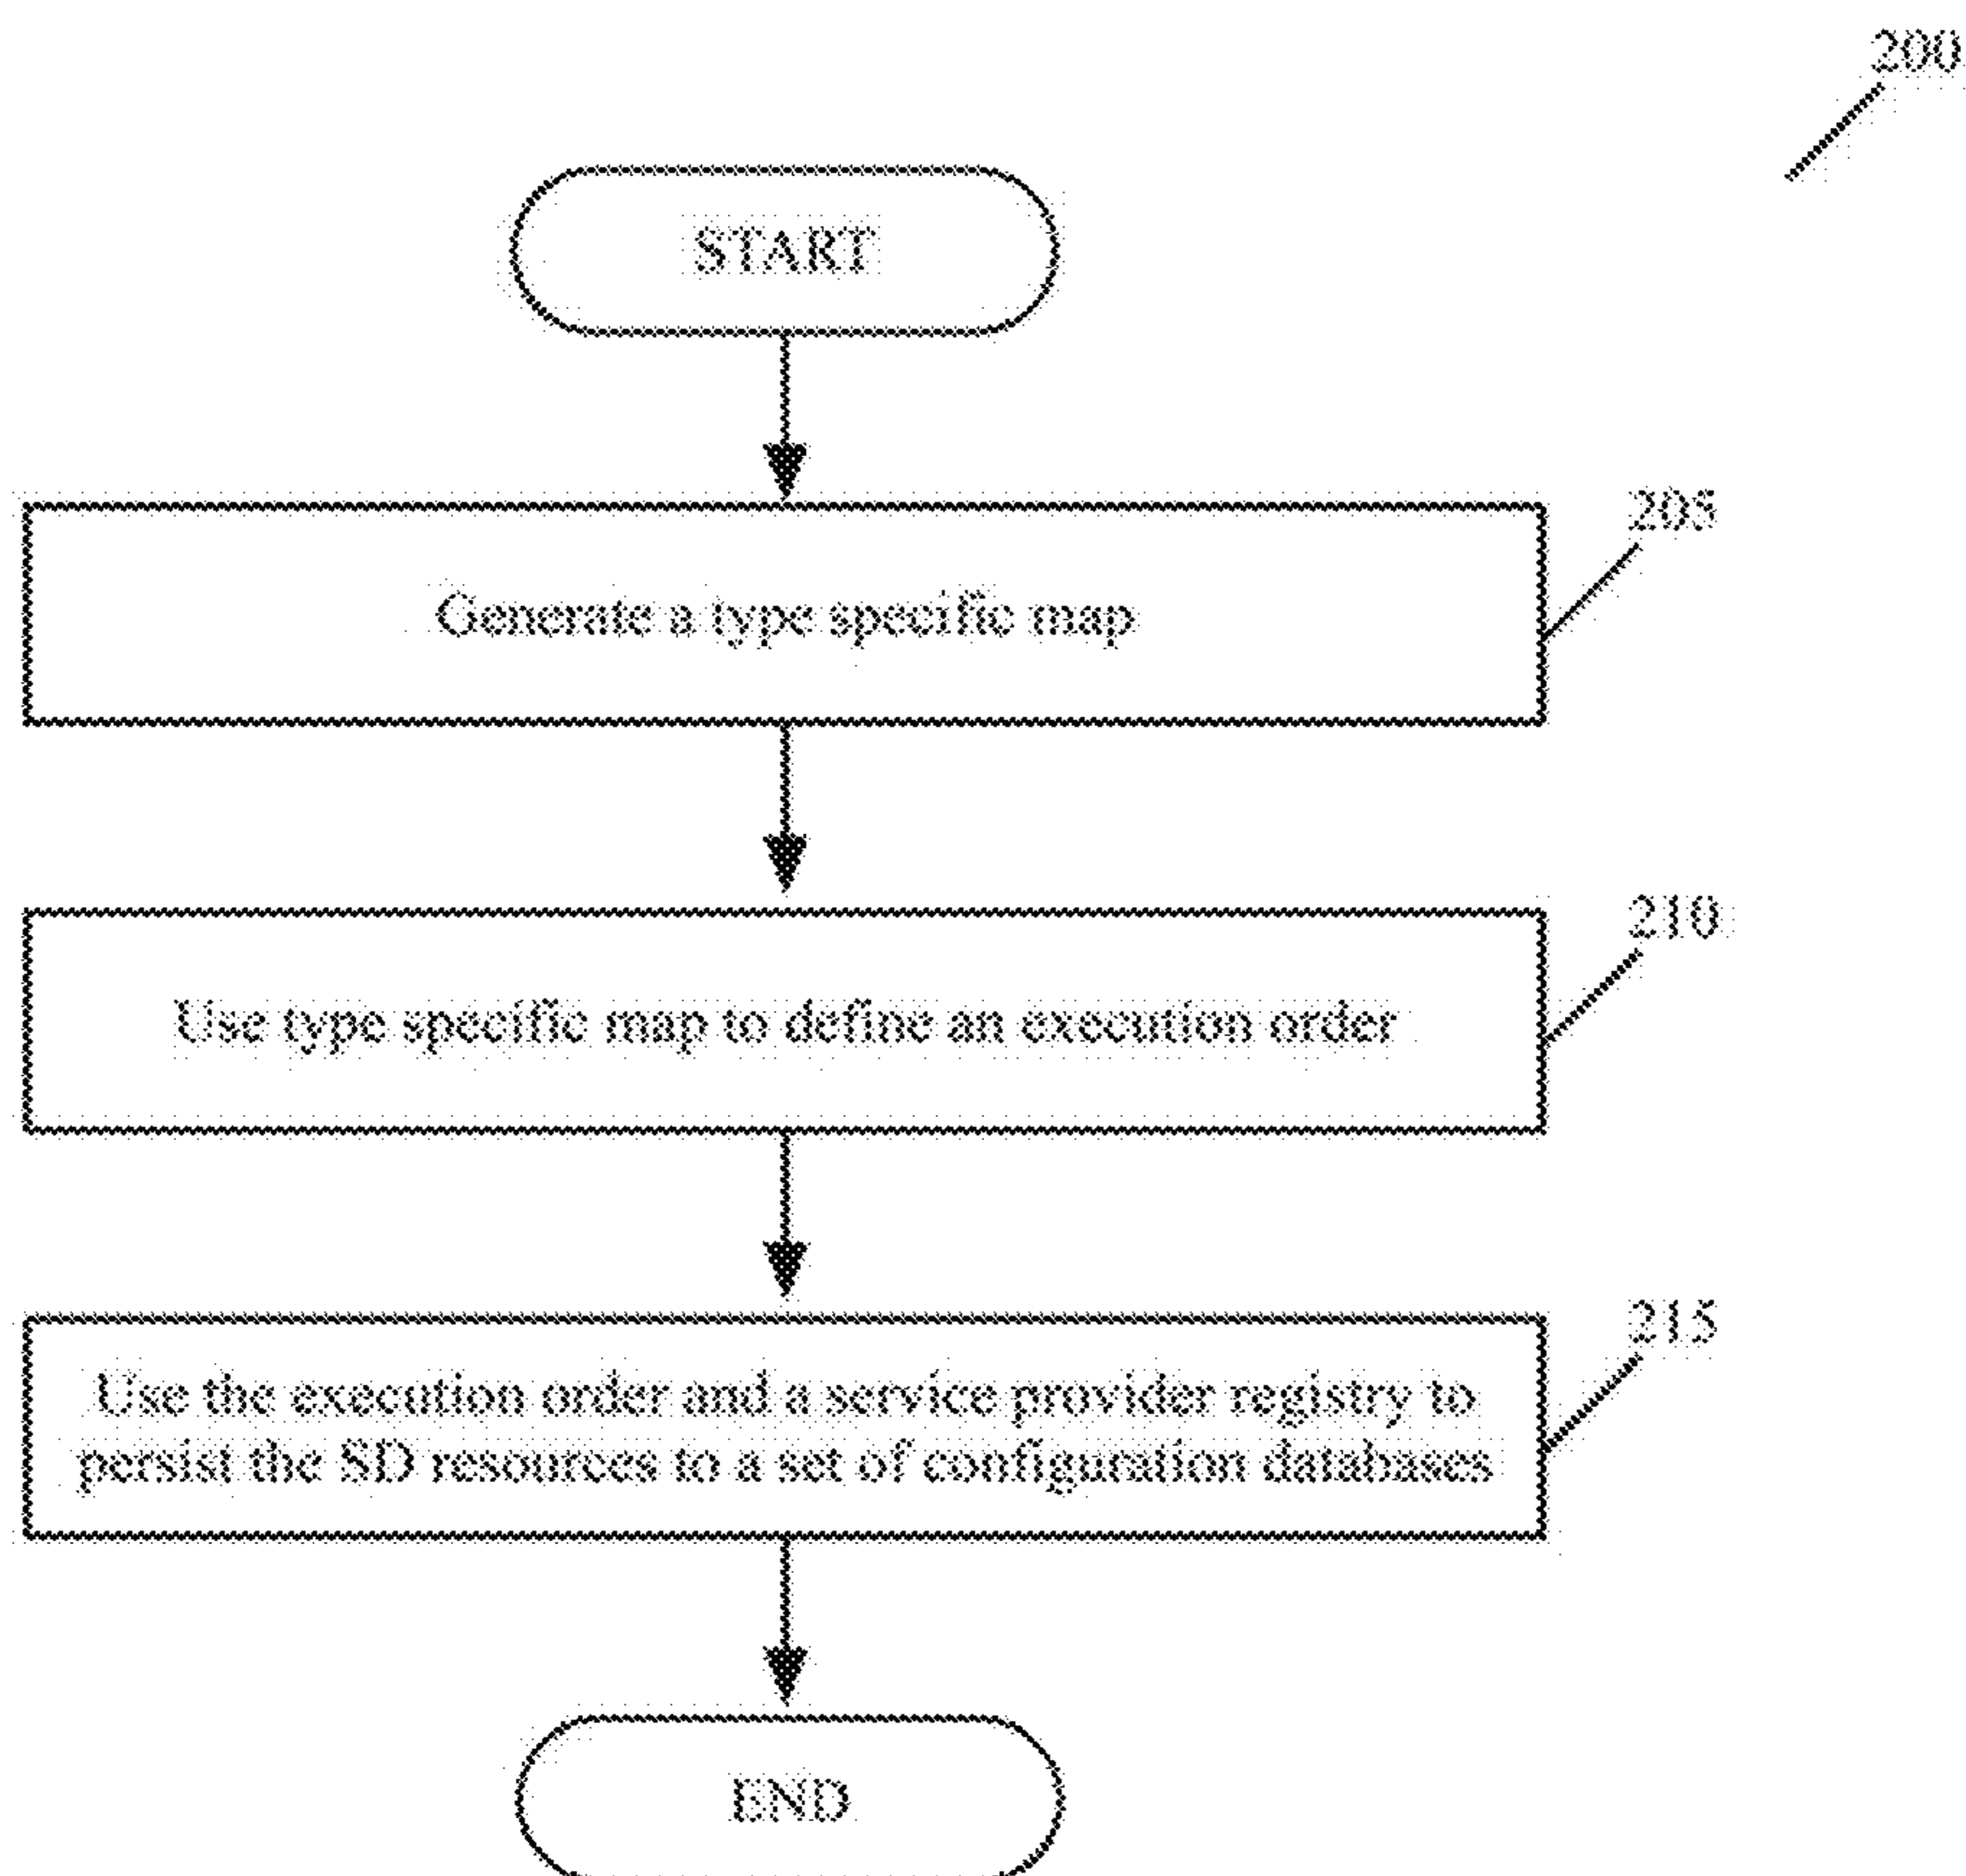 200
START
205
Generate a type specific map
210
Use type specific map to define an execution order
215
Use the execution order and a service provider registry to
persist the SD resources to a set of configuration databases
END